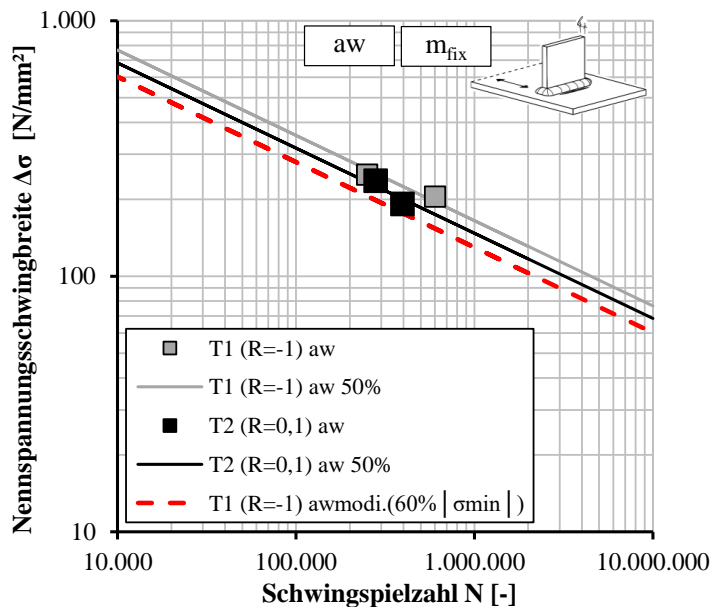 1.000
aw
m_fix
100
10
Nennspannungsschwingbreite Δσ [N/mm²]
T1 (R=-1) aw
T1 (R=-1) aw 50%
T2 (R=0,1) aw
T2 (R=0,1) aw 50%
T1 (R=-1) awmodi.(60%│σmin│)
10.000
100.000
1.000.000
10.000.000
Schwingspielzahl N [-]